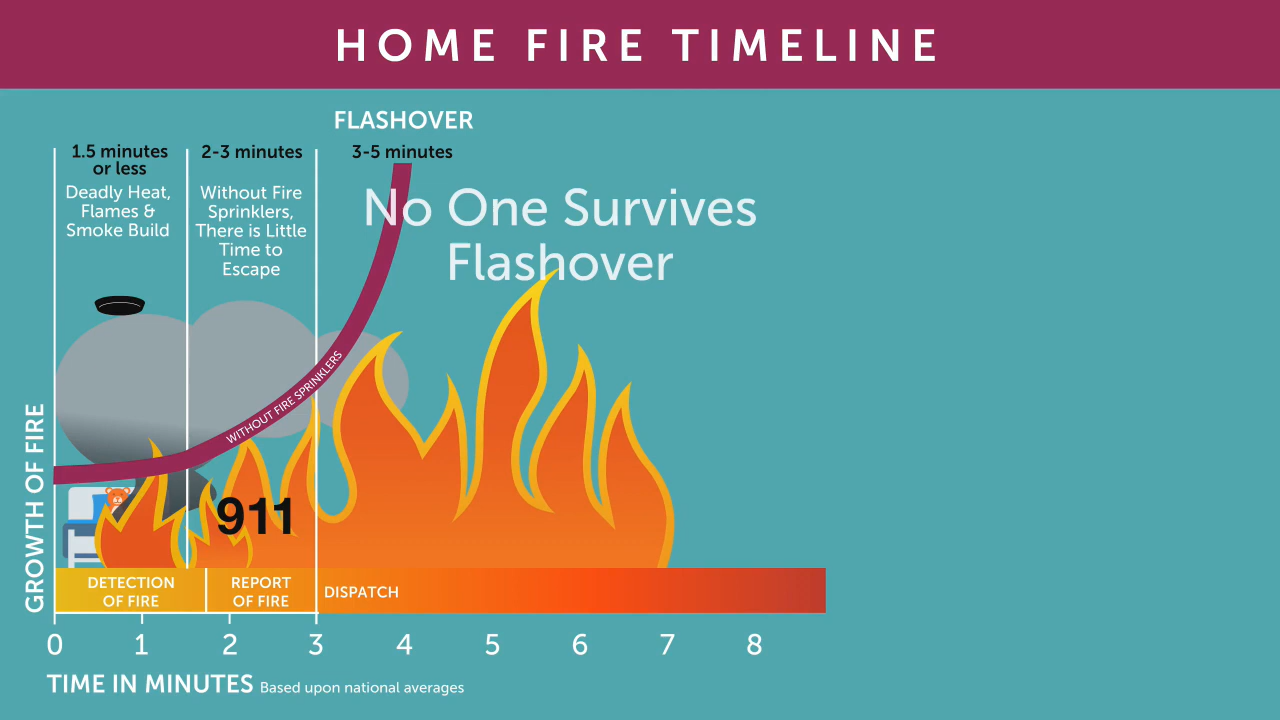 HOME FIRE TIMELINE
FLASHOVER
1.5 minutes
or less
Deadly Heat,
Flames &
Smoke Build
2-3 minutes
Without Fire
Sprinklers,
There is Little
Time to
Escape
3-5 minutes
No One Survives
Flashover
WITHOUT FIRE SPRINKLERS
GROWTH OF FIRE
911
DETECTION
OF FIRE
REPORT
OF FIRE
DISPATCH
0 1 2 3 4 5 6 7 8
TIME IN MINUTES Based upon national averages